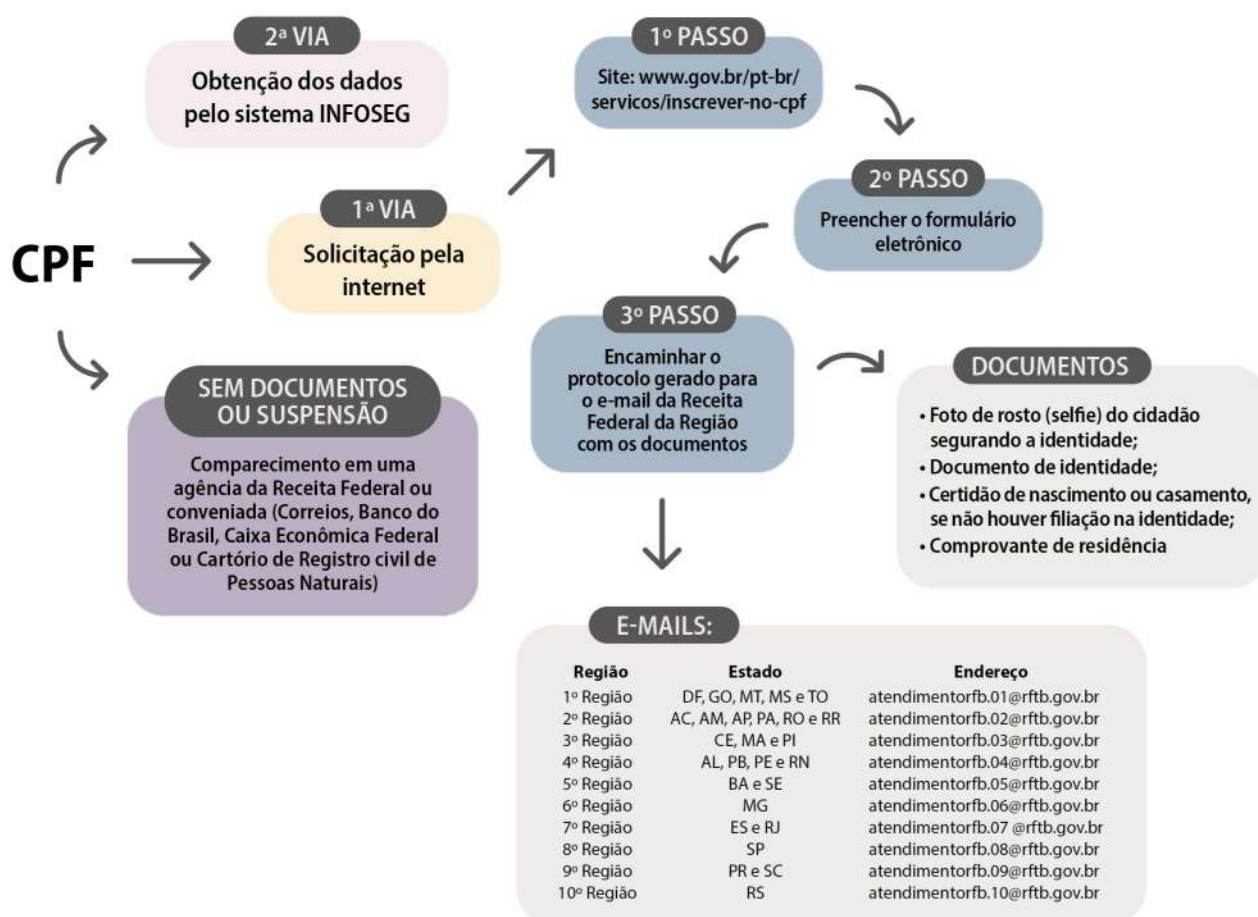 2ª VIA
Obtenção dos dados
pelo sistema INFOSEG
1º PASSO
Site: www.gov.br/pt-br/
servicos/inscrever-no-cpf
2º PASSO
Preencher o formulário
eletrônico
CPF
1ª VIA
Solicitação pela
internet
3º PASSO
Encaminhar o
protocolo gerado para
o e-mail da Receita
Federal da Região
com os documentos
SEM DOCUMENTOS
OU SUSPENSÃO
Comparecimento em uma
agência da Receita Federal ou
conveniada (Correios, Banco do
Brasil, Caixa Econômica Federal
ou Cartório de Registro civil de
Pessoas Naturais)
DOCUMENTOS
• Foto de rosto (selfie) do cidadão
segurando a identidade;
• Documento de identidade;
• Certidão de nascimento ou casamento,
se não houver filiação na identidade;
• Comprovante de residência
E-MAILS:
Região Estado Endereço
1º Região DF, GO, MT, MS e TO atendimentorfb.01@rftb.gov.br
2º Região AC, AM, AP, PA, RO e RR atendimentorfb.02@rftb.gov.br
3º Região CE, MA e PI atendimentorfb.03@rftb.gov.br
4º Região AL, PB, PE e RN atendimentorfb.04@rftb.gov.br
5º Região BA e SE atendimentorfb.05@rftb.gov.br
6º Região MG atendimentorfb.06@rftb.gov.br
7º Região ES e RJ atendimentorfb.07 @rftb.gov.br
8º Região SP atendimentorfb.08@rftb.gov.br
9º Região PR e SC atendimentorfb.09@rftb.gov.br
10º Região RS atendimentorfb.10@rftb.gov.br